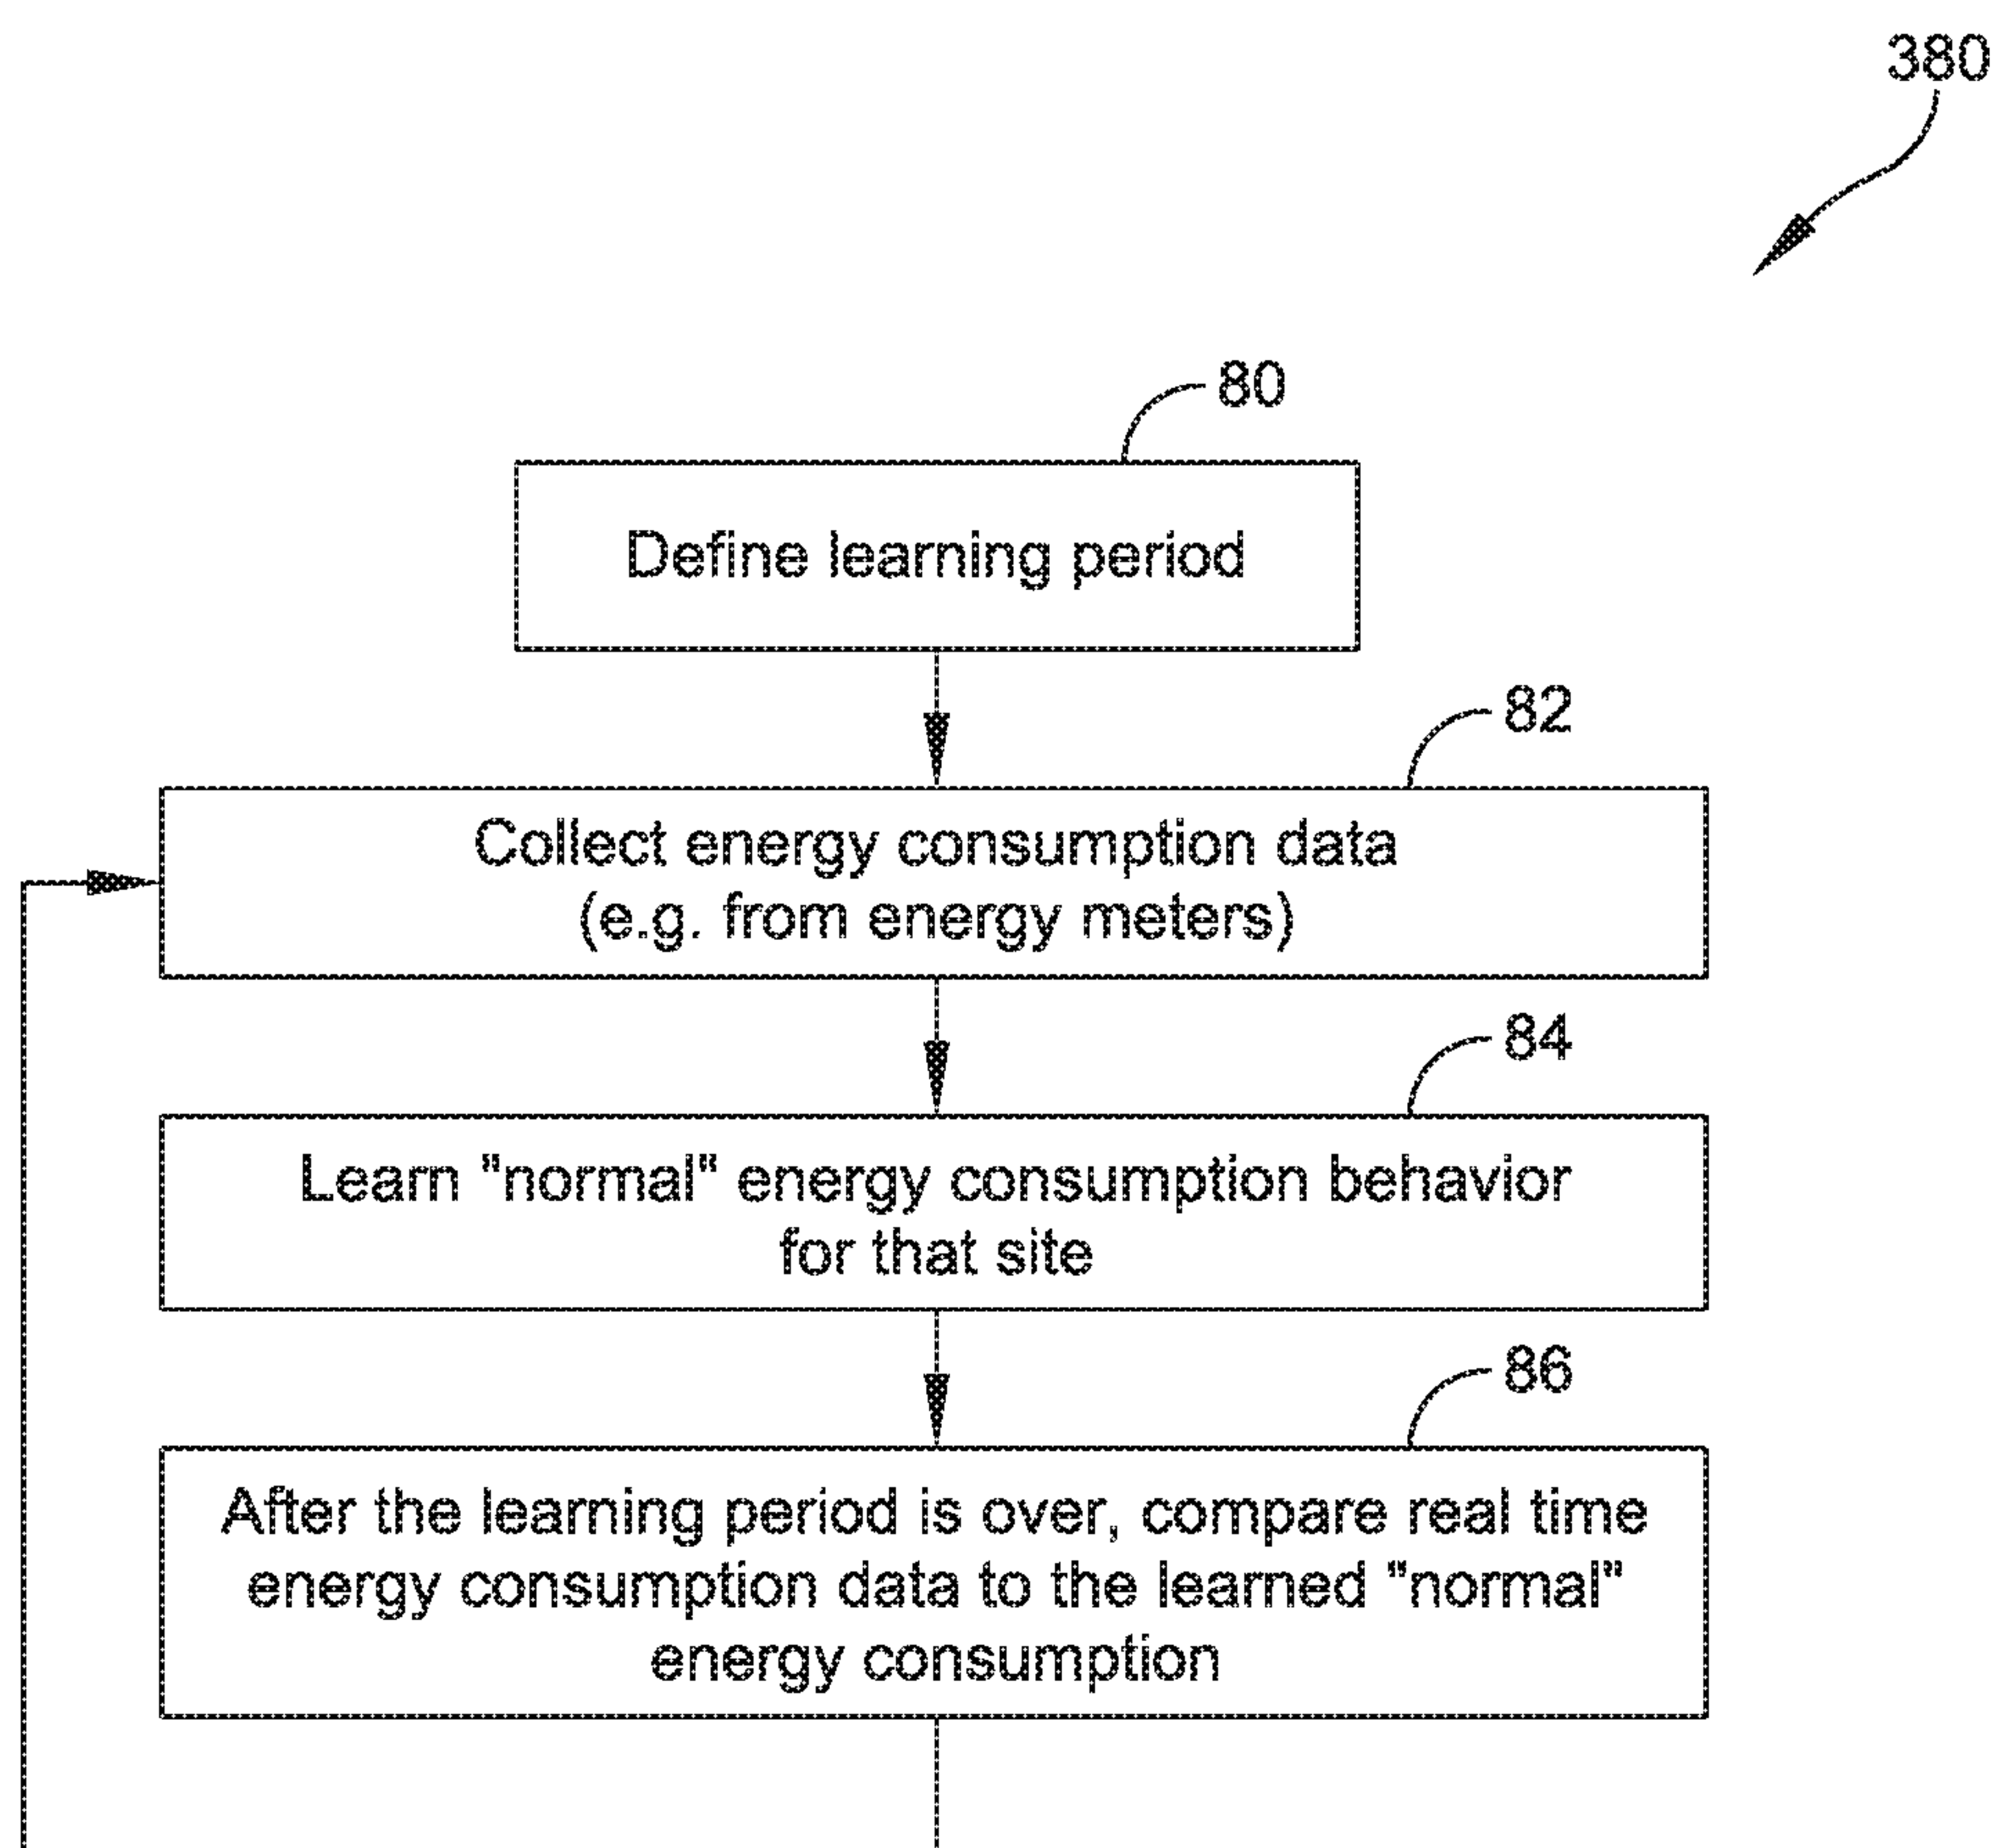 380
80
Define learning period
82
Collect energy consumption data
(e.g. from energy meters)
84
Learn "normal" energy consumption behavior
for that site
86
After the learning period is over, compare real time
energy consumption data to the learned "normal"
energy consumption